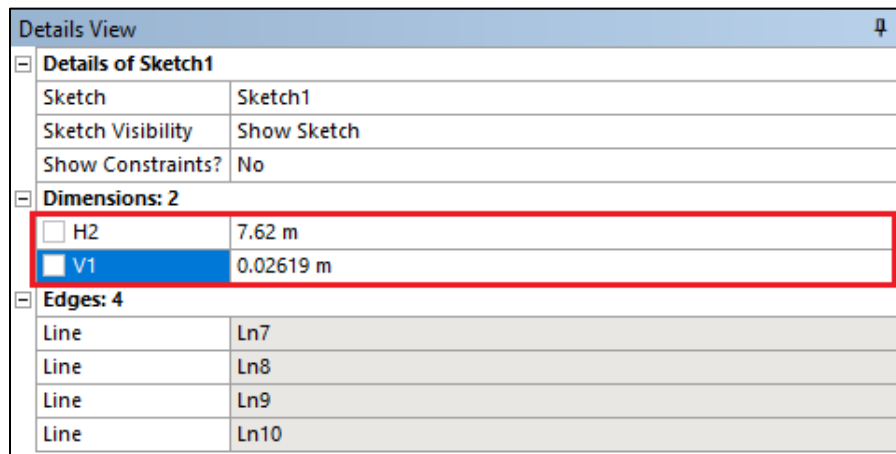 Details View
Details of Sketch1
Sketch Sketch1
Sketch Visibility Show Sketch
Show Constraints? No
Dimensions: 2
H2 7.62 m
V1 0.02619 m
Edges: 4
Line Ln7
Line Ln8
Line Ln9
Line Ln10